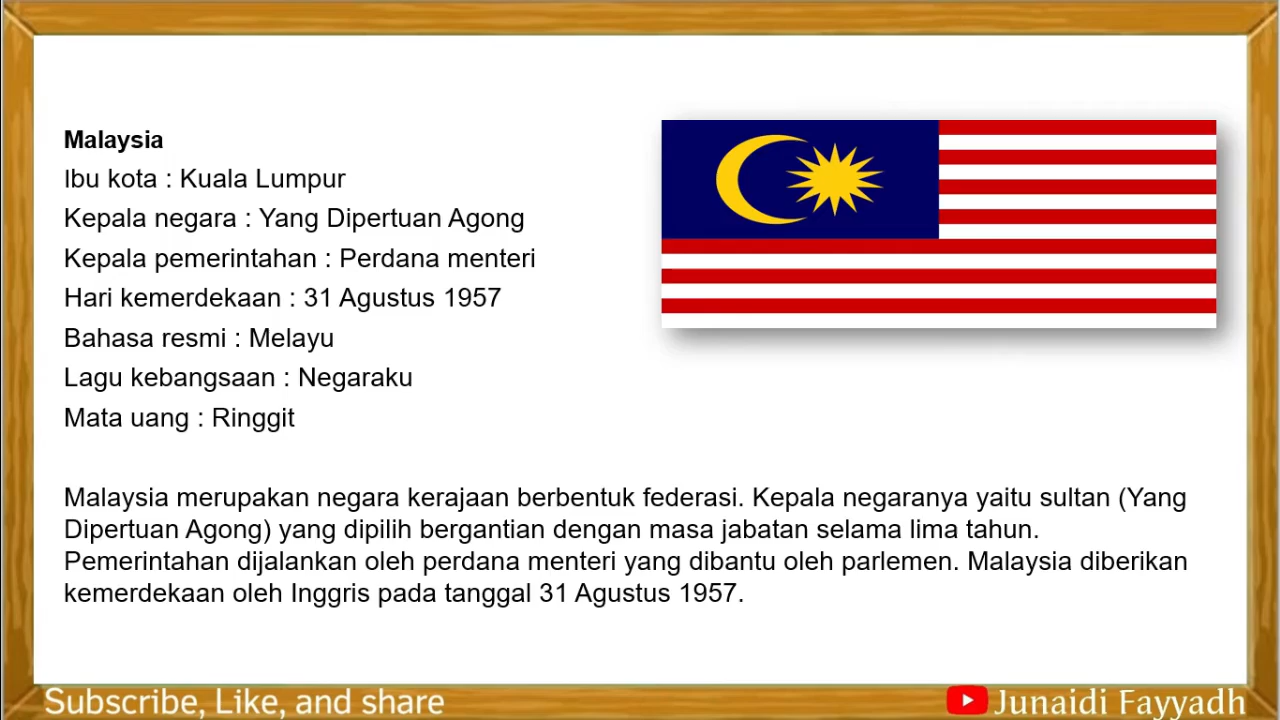 Malaysia
Ibu kota : Kuala Lumpur
Kepala negara : Yang Dipertuan Agong
Kepala pemerintahan : Perdana menteri
Hari kemerdekaan : 31 Agustus 1957
Bahasa resmi : Melayu
Lagu kebangsaan : Negaraku
Mata uang : Ringgit
Malaysia merupakan negara kerajaan berbentuk federasi. Kepala negaranya yaitu sultan (Yang
Dipertuan Agong) yang dipilih bergantian dengan masa jabatan selama lima tahun.
Pemerintahan dijalankan oleh perdana menteri yang dibantu oleh parlemen. Malaysia diberikan
kemerdekaan oleh Inggris pada tanggal 31 Agustus 1957.
Subscribe, Like, and share
Junaidi Fayyadh